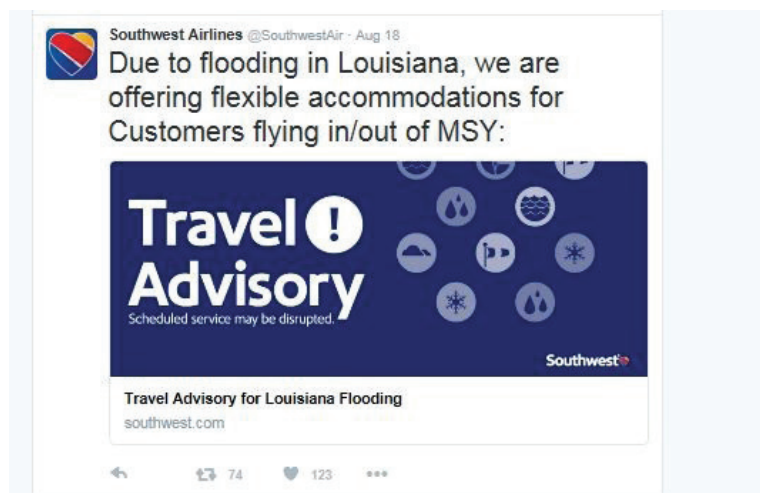 Southwest Airlines @SouthwestAir · Aug 18
Due to flooding in Louisiana, we are
offering flexible accommodations for
Customers flying in/out of MSY:
Travel !
Advisory
Scheduled service may be disrupted.
Southwest
Travel Advisory for Louisiana Flooding
southwest.com
74 123